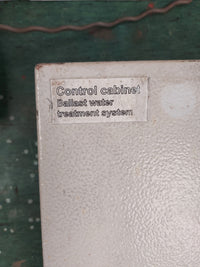 Control cabinet
Ballast water
treatment system